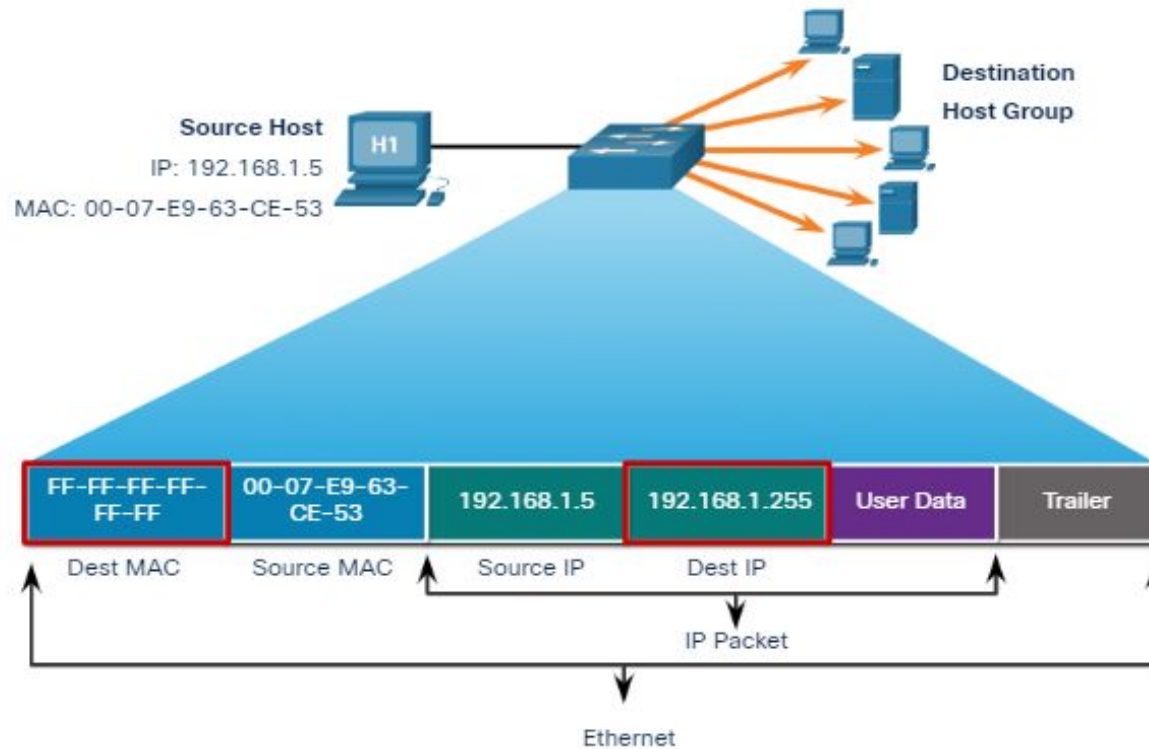 Destination
Host Group
Source Host
H1
IP: 192.168.1.5
MAC: 00-07-E9-63-CE-53
FF-FF-FF-FF-
FF-FF
00-07-E9-63-
CE-53
192.168.1.5
192.168.1.255
User Data
Trailer
Dest MAC
Source MAC
Source IP
Dest IP
IP Packet
Ethernet